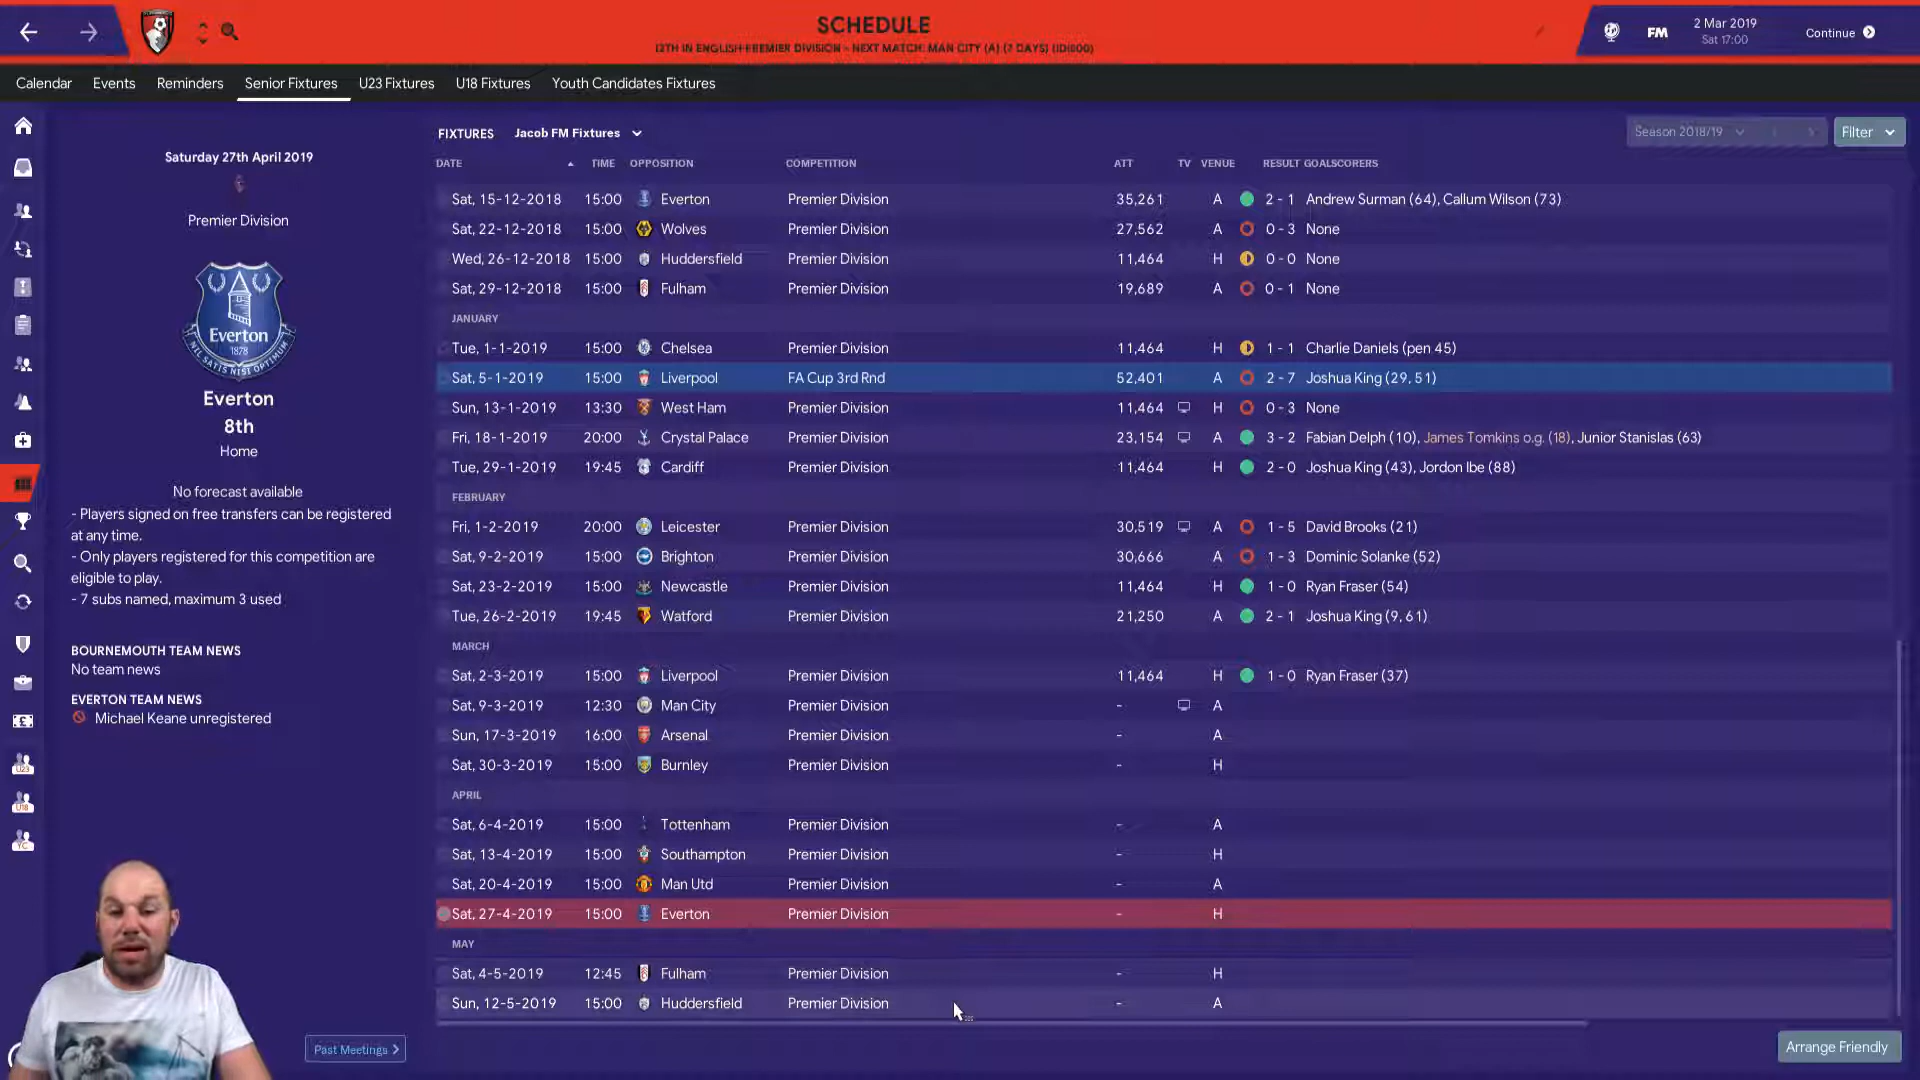 SCHEDULE
12TH IN ENGLISH PREMIER DIVISION - NEXT MATCH: MAN CITY (A) (7 DAYS) (ID:000)
FM
2 Mar 2019
Sat 17:00
Continue
Calendar Events Reminders Senior Fixtures U23 Fixtures U18 Fixtures Youth Candidates Fixtures
Saturday 27th April 2019
Premier Division
Everton
1878
NIL SATIS NISI OPTIMUM
Everton
8th
Home
No forecast available
- Players signed on free transfers can be registered
at any time.
- Only players registered for this competition are
eligible to play.
- 7 subs named, maximum 3 used
BOURNEMOUTH TEAM NEWS
No team news
EVERTON TEAM NEWS
Michael Keane unregistered
Past Meetings
U23
U18
YC
FIXTURES Jacob FM Fixtures
Season 2018/19
Filter
DATE TIME OPPOSITION COMPETITION ATT TV VENUE RESULT GOALSCORERS
Sat, 15-12-2018 15:00 Everton Premier Division 35,261 A 2 - 1 Andrew Surman (64), Callum Wilson (73)
Sat, 22-12-2018 15:00 Wolves Premier Division 27,562 A 0 - 3 None
Wed, 26-12-2018 15:00 Huddersfield Premier Division 11,464 H 0 - 0 None
Sat, 29-12-2018 15:00 Fulham Premier Division 19,689 A 0 - 1 None
JANUARY
Tue, 1-1-2019 15:00 Chelsea Premier Division 11,464 H 1 - 1 Charlie Daniels (pen 45)
Sat, 5-1-2019 15:00 Liverpool FA Cup 3rd Rnd 52,401 A 2 - 7 Joshua King (29, 51)
Sun, 13-1-2019 13:30 West Ham Premier Division 11,464 H 0 - 3 None
Fri, 18-1-2019 20:00 Crystal Palace Premier Division 23,154 A 3 - 2 Fabian Delph (10), James Tomkins o.g. (18), Junior Stanislas (63)
Tue, 29-1-2019 19:45 Cardiff Premier Division 11,464 H 2 - 0 Joshua King (43), Jordon Ibe (88)
FEBRUARY
Fri, 1-2-2019 20:00 Leicester Premier Division 30,519 A 1 - 5 David Brooks (21)
Sat, 9-2-2019 15:00 Brighton Premier Division 30,666 A 1 - 3 Dominic Solanke (52)
Sat, 23-2-2019 15:00 Newcastle Premier Division 11,464 H 1 - 0 Ryan Fraser (54)
Tue, 26-2-2019 19:45 Watford Premier Division 21,250 A 2 - 1 Joshua King (9, 61)
MARCH
Sat, 2-3-2019 15:00 Liverpool Premier Division 11,464 H 1 - 0 Ryan Fraser (37)
Sat, 9-3-2019 12:30 Man City Premier Division - A
Sun, 17-3-2019 16:00 Arsenal Premier Division - A
Sat, 30-3-2019 15:00 Burnley Premier Division - H
APRIL
Sat, 6-4-2019 15:00 Tottenham Premier Division - A
Sat, 13-4-2019 15:00 Southampton Premier Division - H
Sat, 20-4-2019 15:00 Man Utd Premier Division - A
Sat, 27-4-2019 15:00 Everton Premier Division - H
MAY
Sat, 4-5-2019 12:45 Fulham Premier Division - H
Sun, 12-5-2019 15:00 Huddersfield Premier Division - A
Arrange Friendly